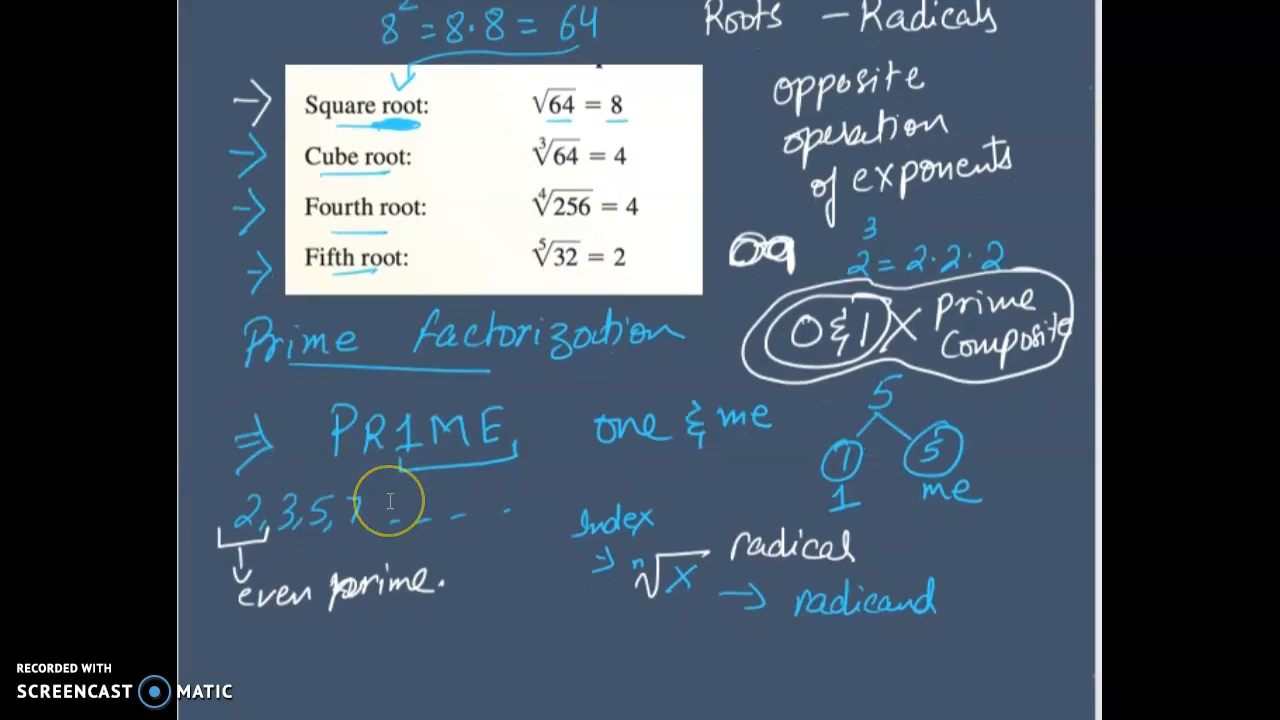 8² = 8·8 = 64
Roots – Radicals
Square root: √64 = 8
Cube root: ∛64 = 4
Fourth root: ∜256 = 4
Fifth root: ⁵√32 = 2
opposite
operation
of exponents
2³ = 2·2·2
0 & 1 X prime
composite
Prime factorization
⇒ PR1ME one & me
5
1 5
1 me
2, 3, 5, 7 - - - -
even prime.
Index
→ ⁿ√x radical
→ radicand
RECORDED WITH
SCREENCAST MATIC